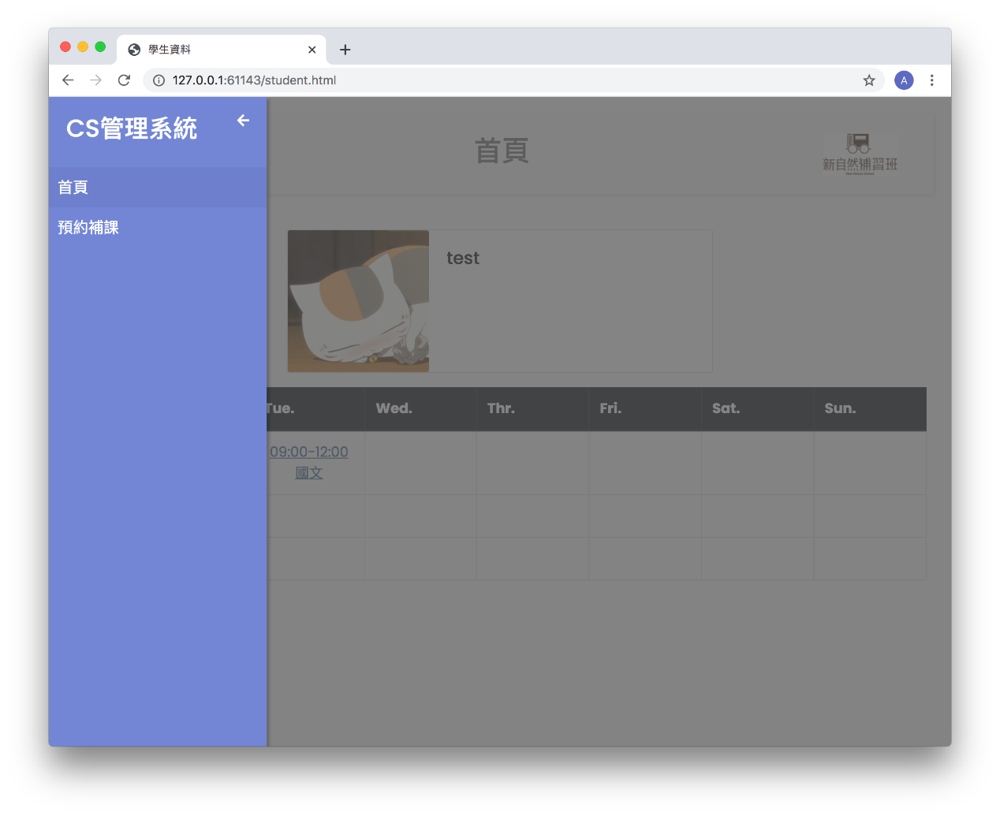 學生資料
127.0.0.1:61143/student.html
A
CS管理系統
首頁
預約補課
首頁
新自然補習班
test
Tue. Wed. Thr. Fri. Sat. Sun.
09:00-12:00
國文